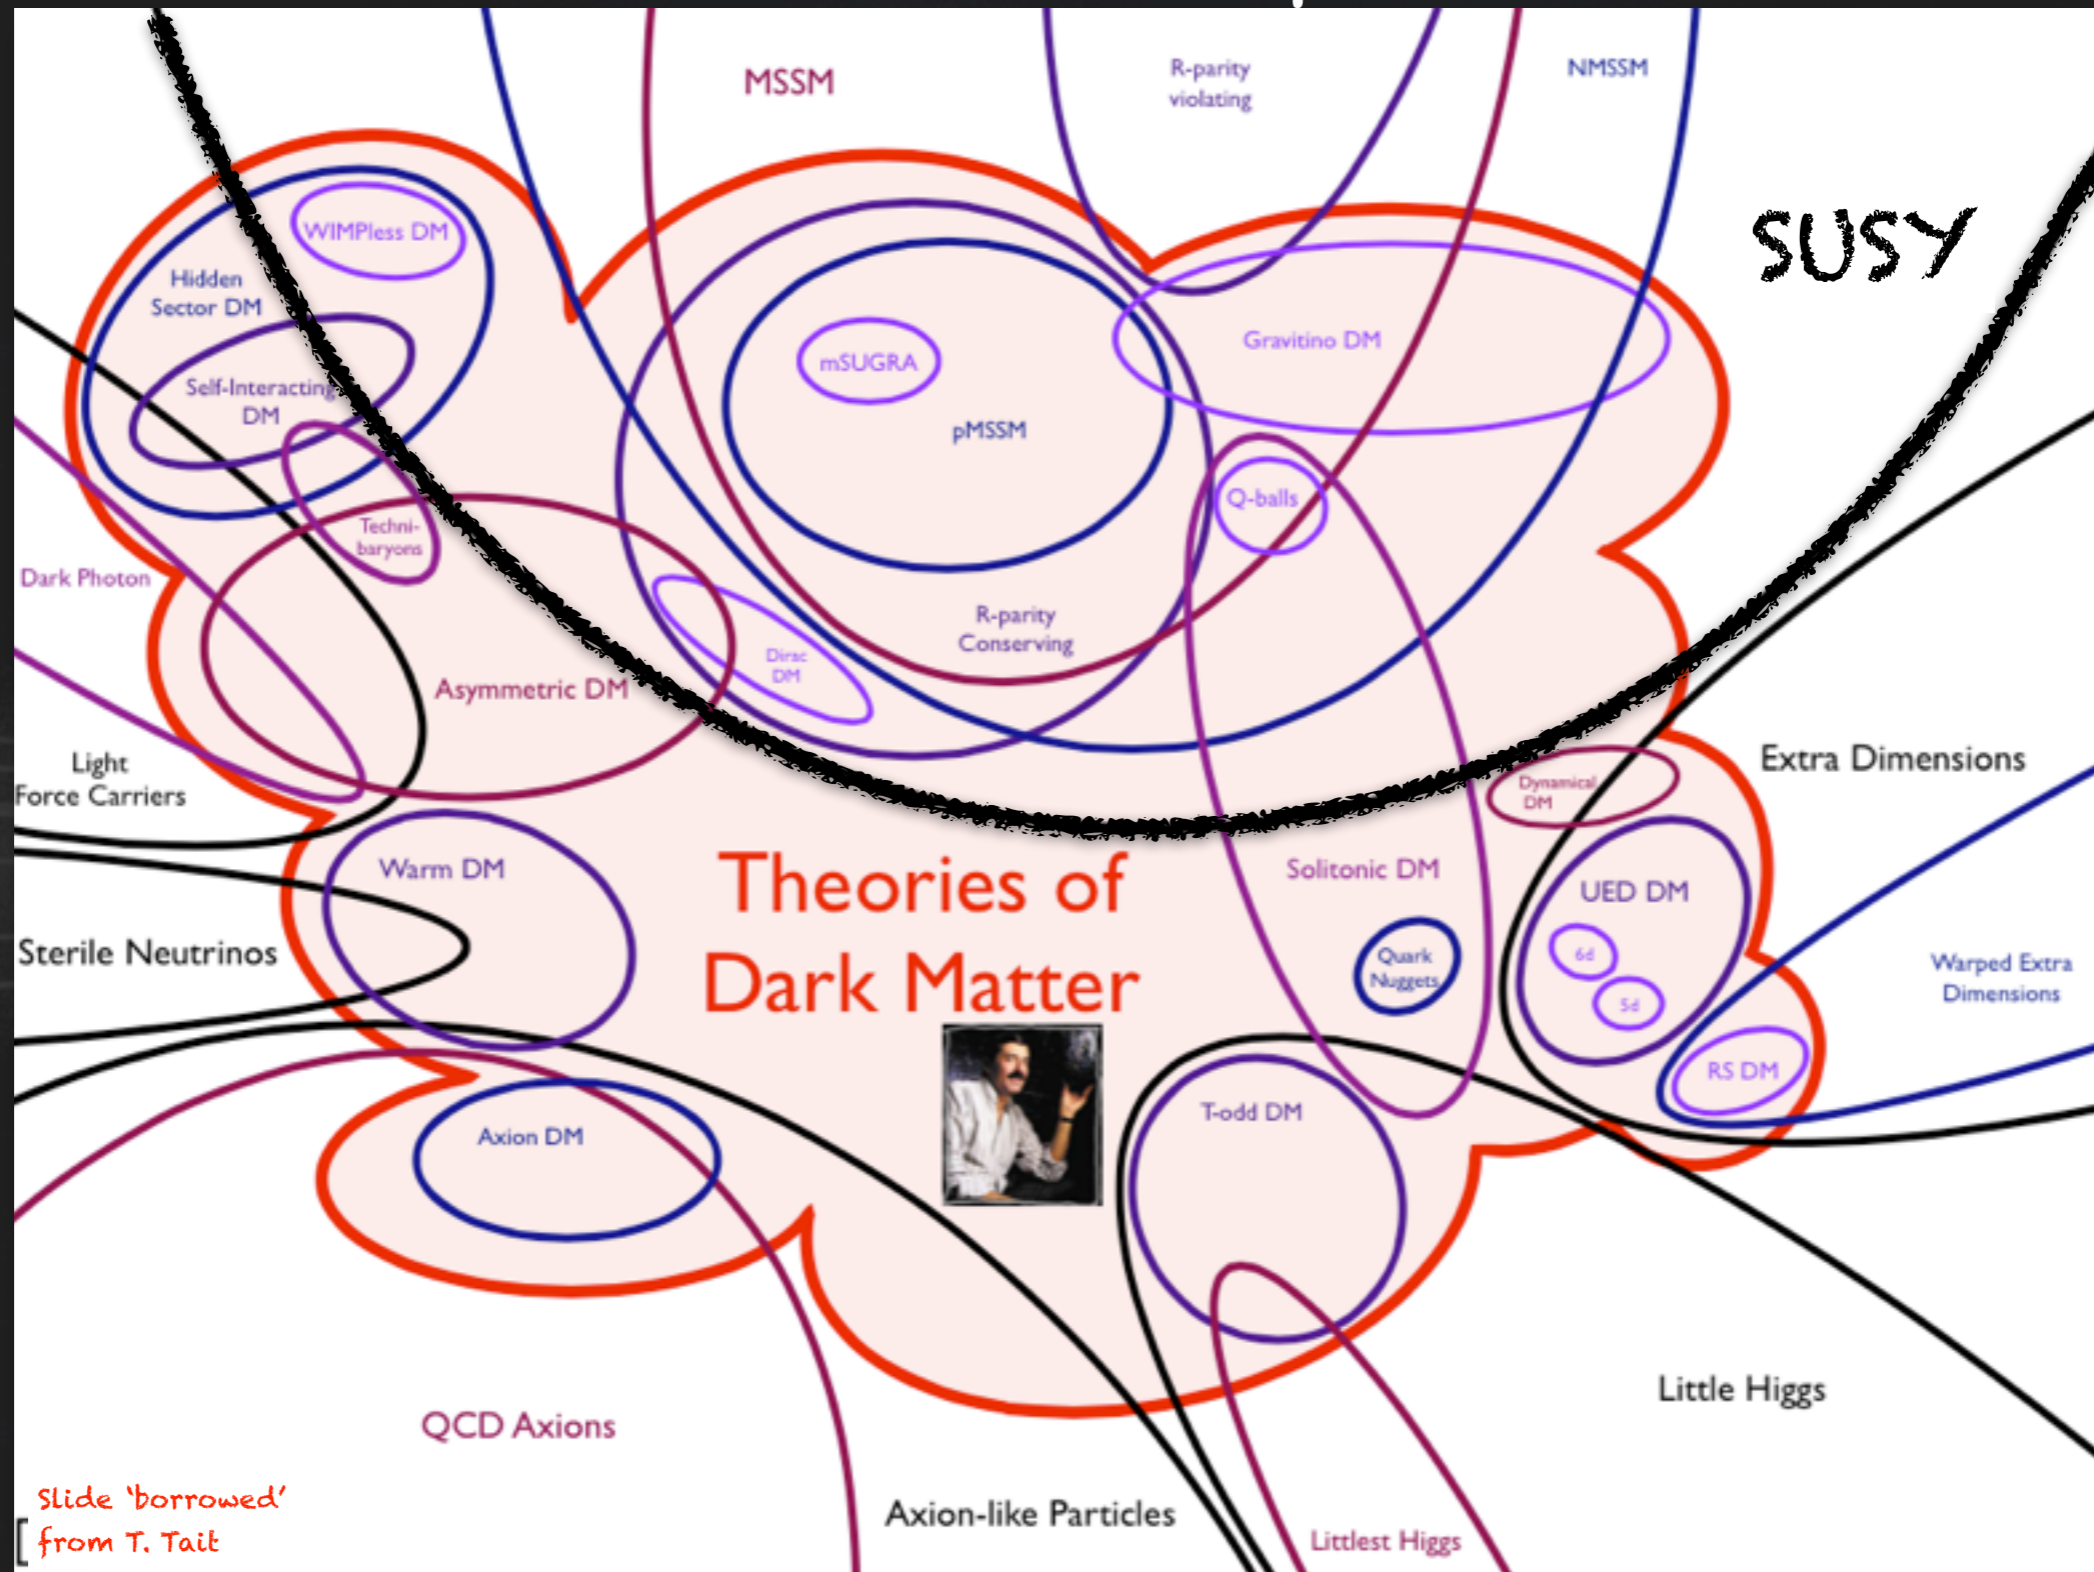 MSSM
R-parity
violating
NMSSM
SUSY
WIMPless DM
Hidden
Sector DM
Self-Interacting
DM
Techni-
baryons
mSUGRA
pMSSM
Gravitino DM
Q-balls
R-parity
Conserving
Dirac
DM
Dark Photon
Asymmetric DM
Light
Force Carriers
Extra Dimensions
Dynamical
DM
Warm DM
Theories of
Dark Matter
Solitonic DM
UED DM
6d
5d
Quark
Nuggets
Sterile Neutrinos
Warped Extra
Dimensions
RS DM
T-odd DM
Axion DM
Little Higgs
QCD Axions
Axion-like Particles
Littlest Higgs
Slide 'borrowed'
[ from T. Tait